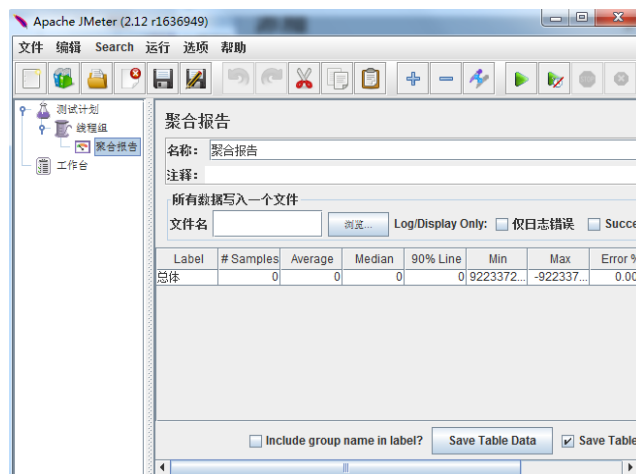 Apache JMeter (2.12 r1636949)
文件 编辑 Search 运行 选项 帮助
测试计划
线程组
聚合报告
工作台
聚合报告
名称: 聚合报告
注释:
所有数据写入一个文件
文件名 浏览... Log/Display Only: 仅日志错误 Succe
Label # Samples Average Median 90% Line Min Max Error %
总体 0 0 0 0 9223372... -922337... 0.00
Include group name in label? Save Table Data Save Table